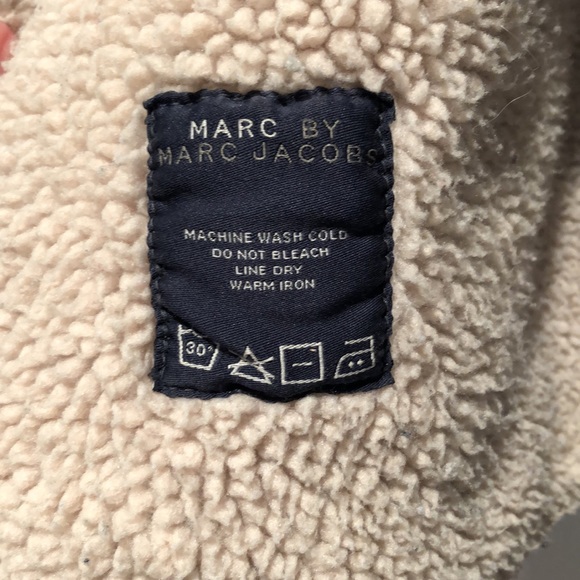 MARC BY
MARC JACOBS
MACHINE WASH COLD
DO NOT BLEACH
LINE DRY
WARM IRON
30°